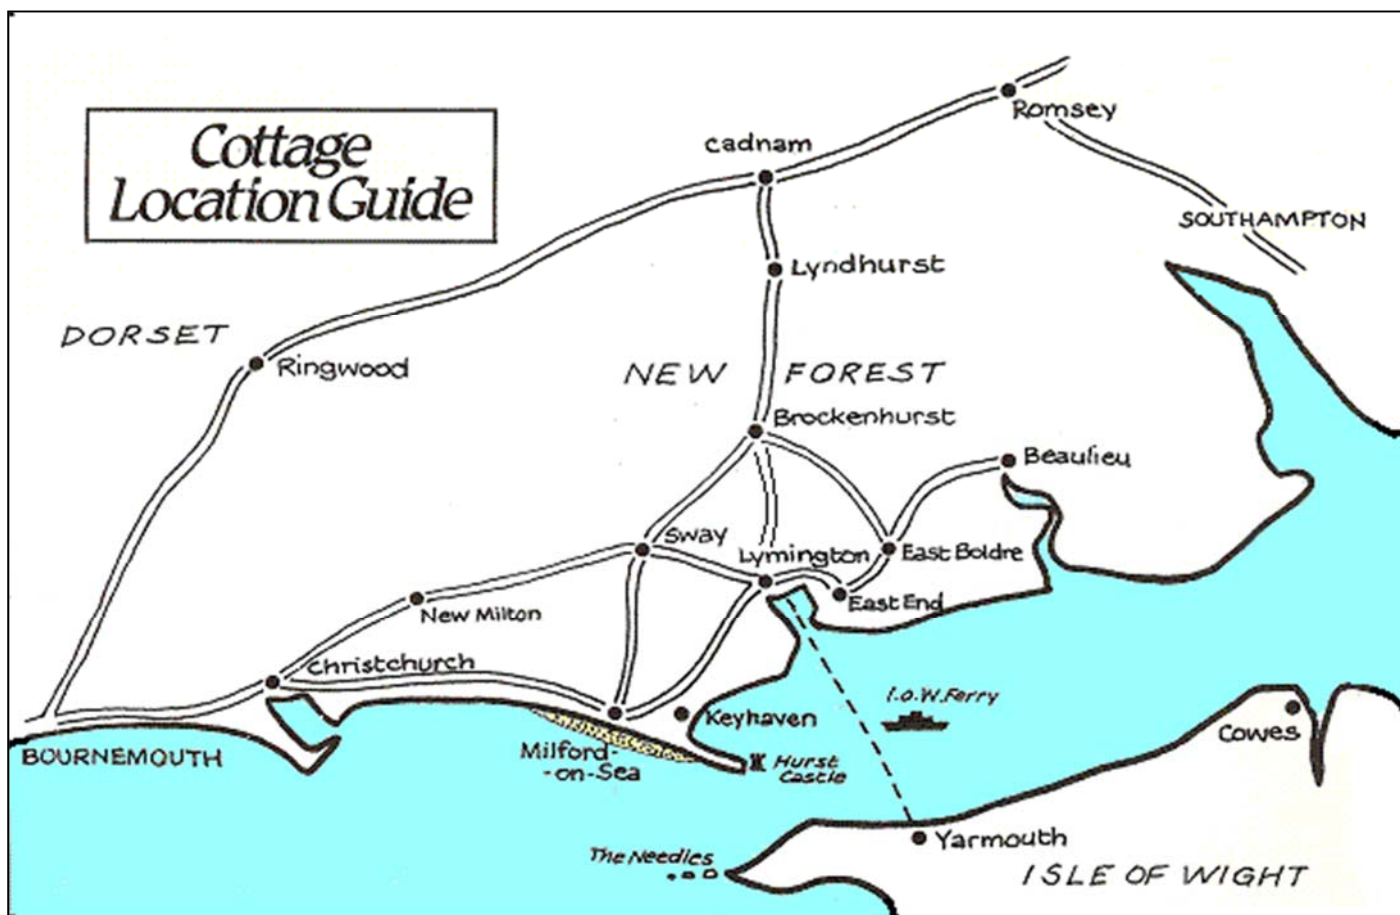 Cottage
Location Guide
Romsey
Cadnam
SOUTHAMPTON
Lyndhurst
DORSET
Ringwood
NEW FOREST
Brockenhurst
Beaulieu
Sway
Lymington
East Boldre
East End
New Milton
Christchurch
I.o.W. Ferry
Keyhaven
Cowes
BOURNEMOUTH
Milford-
-on-Sea
Hurst
Castle
Yarmouth
The Needles
ISLE OF WIGHT